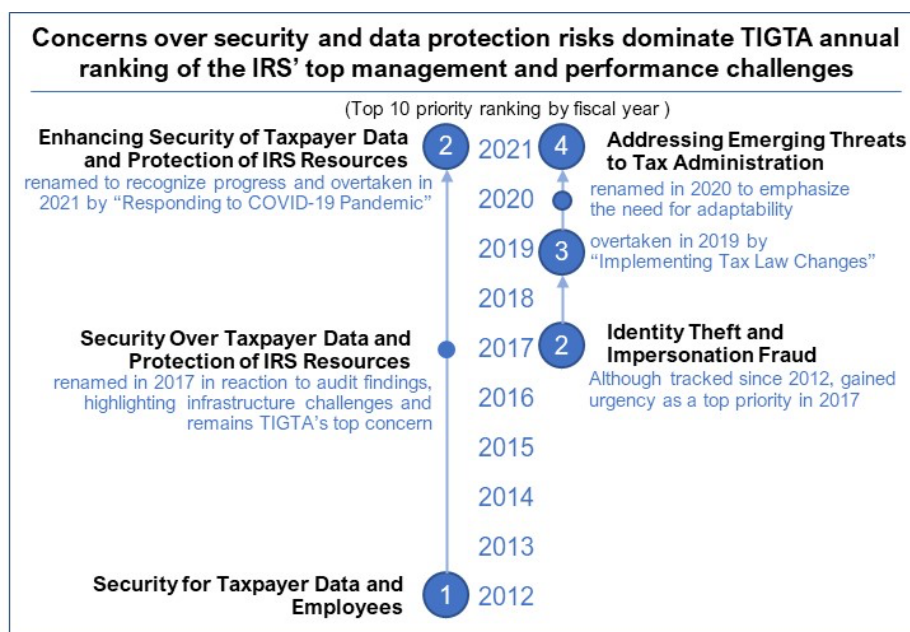 Concerns over security and data protection risks dominate TIGTA annual
ranking of the IRS’ top management and performance challenges
(Top 10 priority ranking by fiscal year )
Enhancing Security of Taxpayer Data
and Protection of IRS Resources
renamed to recognize progress and overtaken in
2021 by “Responding to COVID-19 Pandemic”
2
2021
4
Addressing Emerging Threats
to Tax Administration
renamed in 2020 to emphasize
the need for adaptability
2020
2019
3
overtaken in 2019 by
“Implementing Tax Law Changes”
2018
Security Over Taxpayer Data and
Protection of IRS Resources
renamed in 2017 in reaction to audit findings,
highlighting infrastructure challenges and
remains TIGTA’s top concern
2017
2
Identity Theft and
Impersonation Fraud
Although tracked since 2012, gained
urgency as a top priority in 2017
2016
2015
2014
2013
Security for Taxpayer Data and
Employees
1
2012